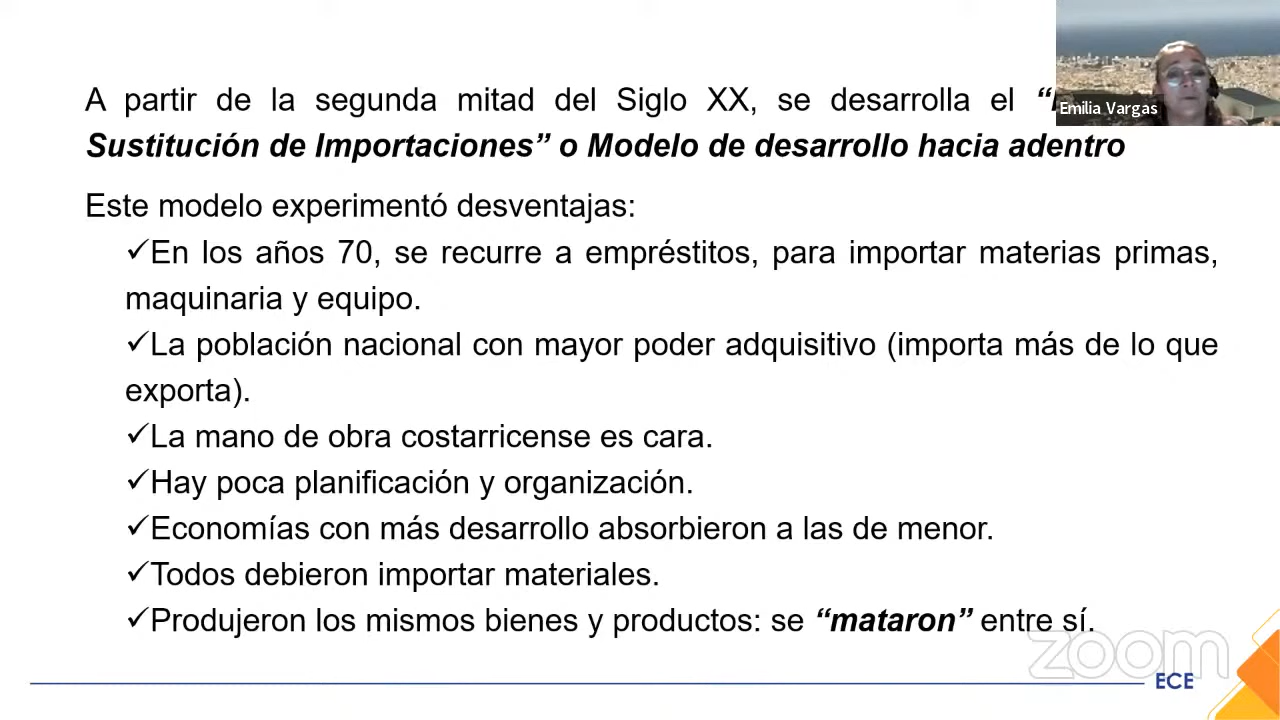 A partir de la segunda mitad del Siglo XX, se desarrolla el
Emilia Vargas
Sustitución de Importaciones” o Modelo de desarrollo hacia adentro
Este modelo experimentó desventajas:
✓En los años 70, se recurre a empréstitos, para importar materias primas,
maquinaria y equipo.
✓La población nacional con mayor poder adquisitivo (importa más de lo que
exporta).
✓La mano de obra costarricense es cara.
✓Hay poca planificación y organización.
✓Economías con más desarrollo absorbieron a las de menor.
✓Todos debieron importar materiales.
✓Produjeron los mismos bienes y productos: se “mataron” entre sí.
zoom
ECE